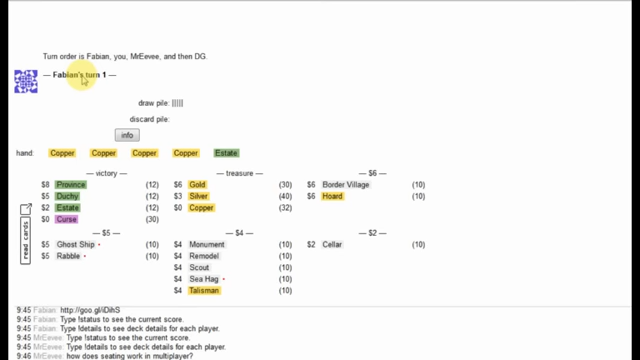 Turn order is Fabian, you, MrEevee, and then DG.
— Fabian's turn 1 —
draw pile: |||||
discard pile:
info
hand: Copper Copper Copper Copper Estate
— victory —
$8 Province (12)
$5 Duchy (12)
$2 Estate (12)
$0 Curse (30)
— treasure —
$6 Gold (30)
$3 Silver (40)
$0 Copper (32)
— $6 —
$6 Border Village (10)
$6 Hoard (10)
read cards
— $5 —
$5 Ghost Ship (10)
$5 Rabble (10)
— $4 —
$4 Monument (10)
$4 Remodel (10)
$4 Scout (10)
$4 Sea Hag (10)
$4 Talisman (10)
— $2 —
$2 Cellar (10)
9:45 Fabian: http://goo.gl/iDihS
9:45 Fabian: Type !status to see the current score.
9:45 Fabian: Type !details to see deck details for each player.
9:45 MrEevee: Type !status to see the current score.
9:45 MrEevee: Type !details to see deck details for each player.
9:46 MrEevee: how does seating work in multiplayer?